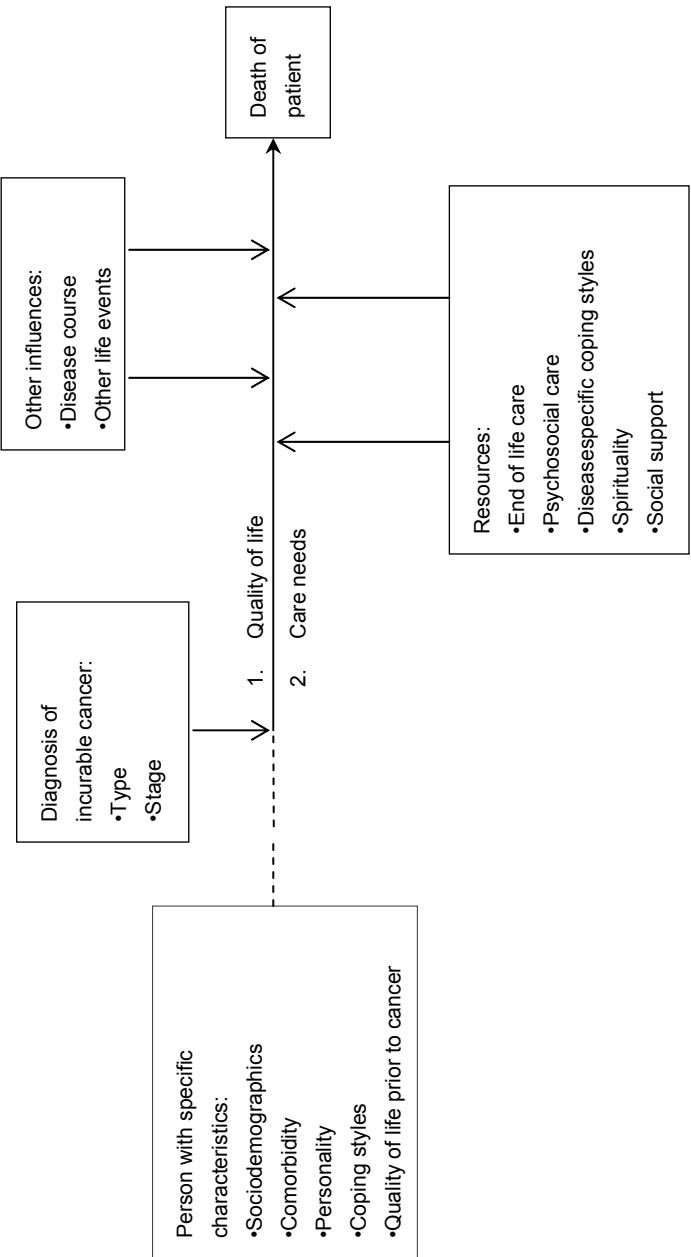 Person with specific
characteristics:
•Sociodemographics
•Comorbidity
•Personality
•Coping styles
•Quality of life prior to cancer
Diagnosis of
incurable cancer:
•Type
•Stage
1. Quality of life
2. Care needs
Other influences:
•Disease course
•Other life events
Resources:
•End of life care
•Psychosocial care
•Diseasespecific coping styles
•Spirituality
•Social support
Death of
patient